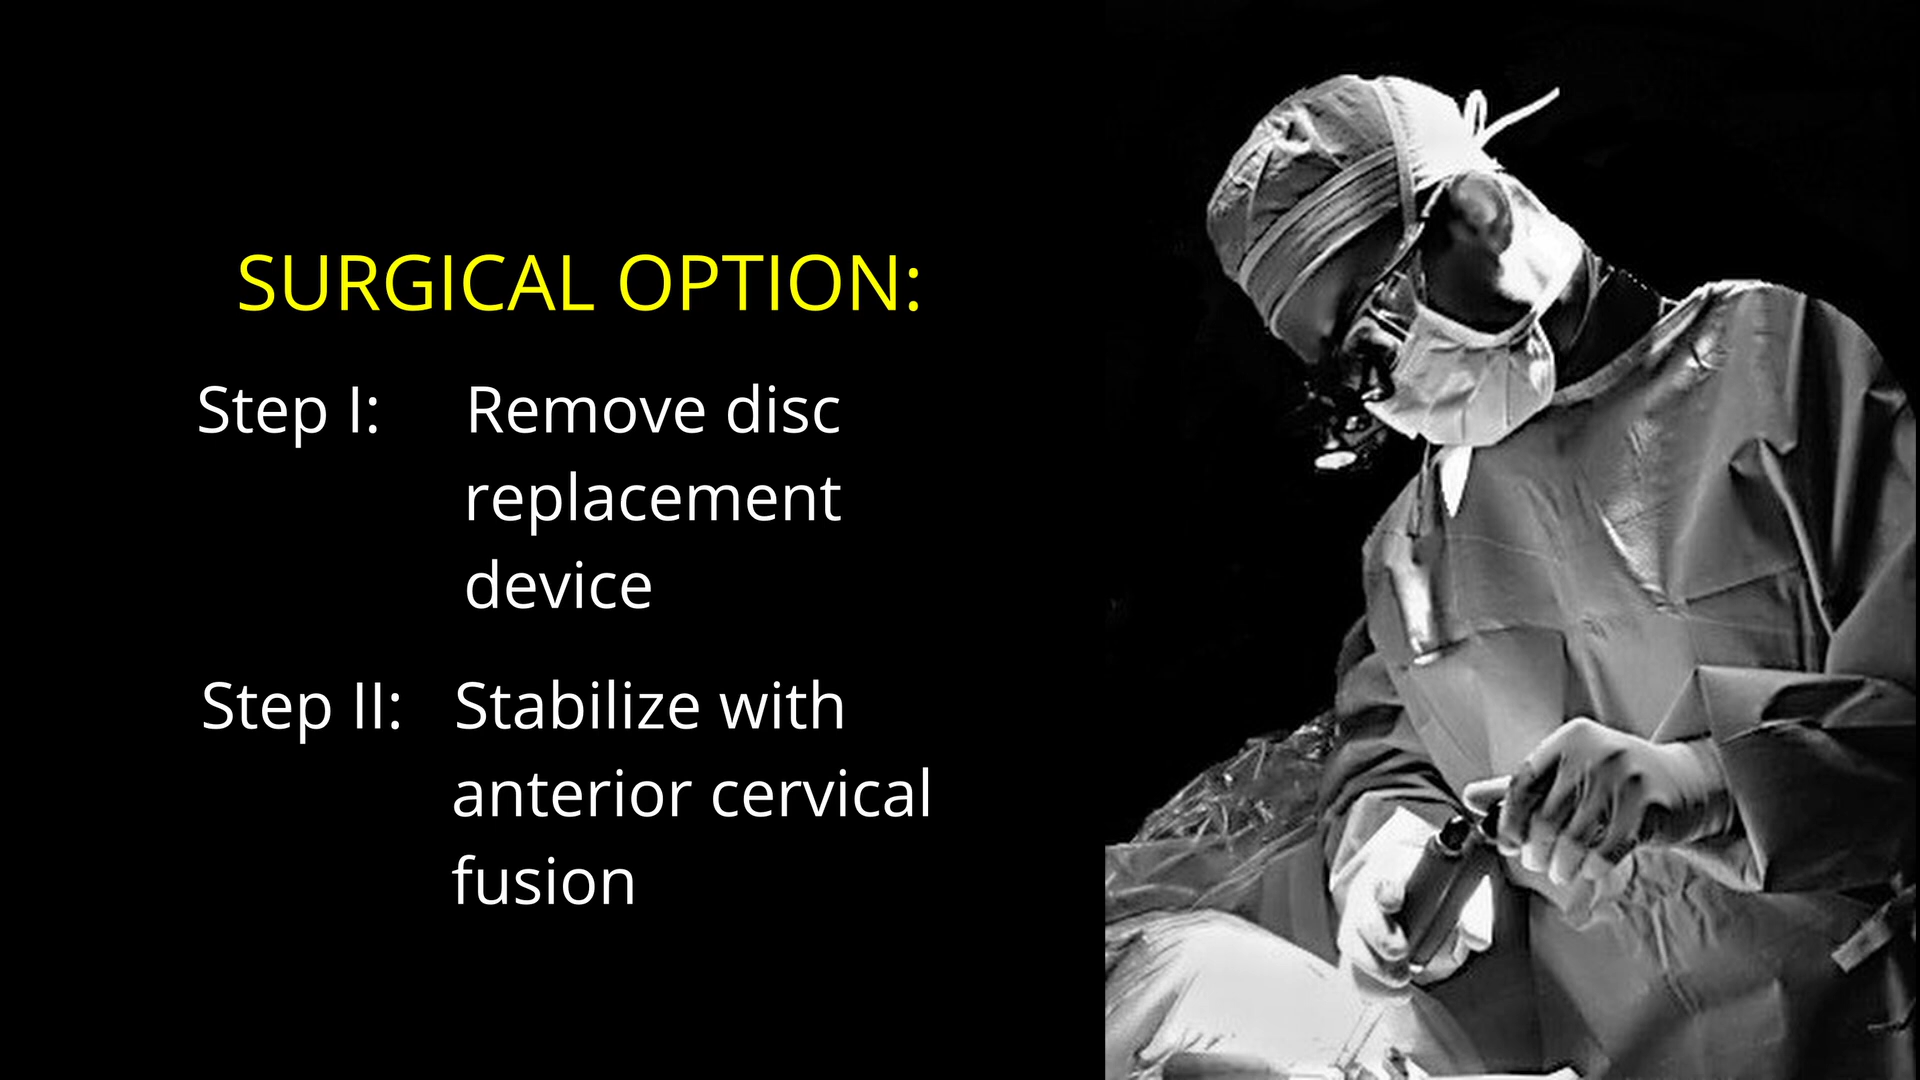 SURGICAL OPTION:
Step I: Remove disc
replacement
device
Step II: Stabilize with
anterior cervical
fusion